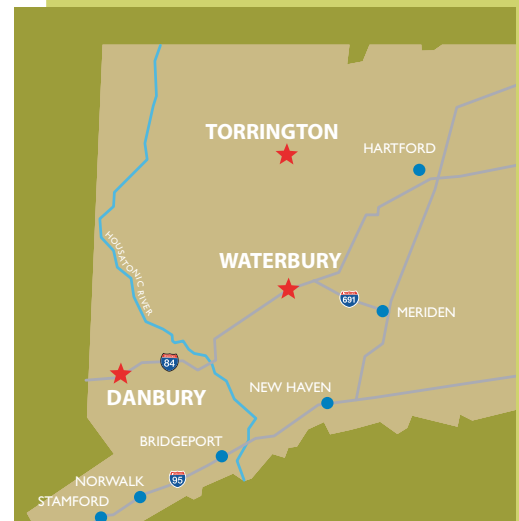 TORRINGTON
HARTFORD
HOUSATONIC RIVER
WATERBURY
691
MERIDEN
84
DANBURY
NEW HAVEN
BRIDGEPORT
95
NORWALK
STAMFORD